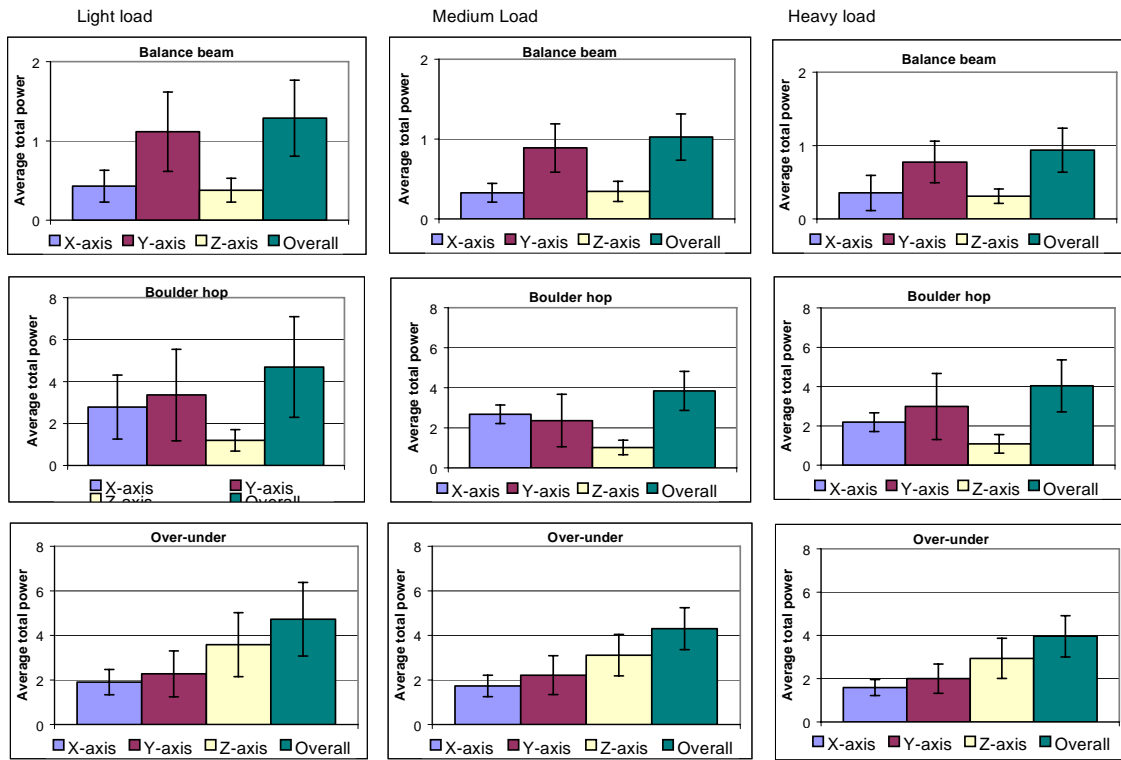 Light load Medium Load Heavy load
Balance beam
Average total power
2
1
0
X-axis Y-axis Z-axis Overall
Balance beam
Average total power
2
1
0
X-axis Y-axis Z-axis Overall
Balance beam
Average total power
2
1
0
X-axis Y-axis Z-axis Overall
Boulder hop
Average total power
8
6
4
2
0
X-axis Y-axis
Z-axis Overall
Boulder hop
Average total power
8
6
4
2
0
X-axis Y-axis Z-axis Overall
Boulder hop
Average total power
8
6
4
2
0
X-axis Y-axis Z-axis Overall
Over-under
Average total power
8
6
4
2
0
X-axis Y-axis Z-axis Overall
Over-under
Average total power
8
6
4
2
0
X-axis Y-axis Z-axis Overall
Over-under
Average total power
8
6
4
2
0
X-axis Y-axis Z-axis Overall